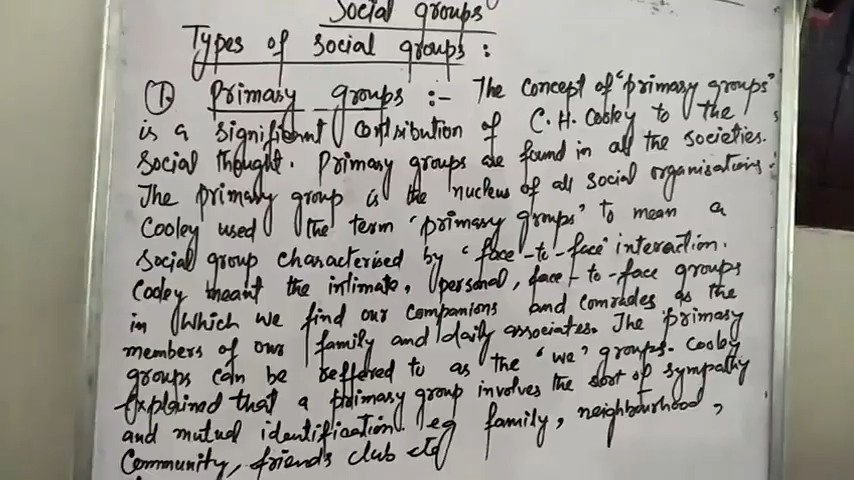 Social groups
Types of social groups :
① Primary groups :- The concept of "primary groups"
is a significant contribution of C.H. Cooley to the
social thought. Primary groups are found in all the societies.
The primary group is the nucleus of all social organisations.
Cooley used the term 'primary groups' to mean a
social group characterised by 'face-to-face' interaction.
Cooley meant the intimate, personal, face-to-face groups
in which we find our companions and comrades as the
members of our family and daily associates. The primary
groups can be reffered to as the "we" groups. Cooley
explained that a primary group involves the sort of sympathy
and mutual identification. eg family, neighbourhood,
Community, friends club etc